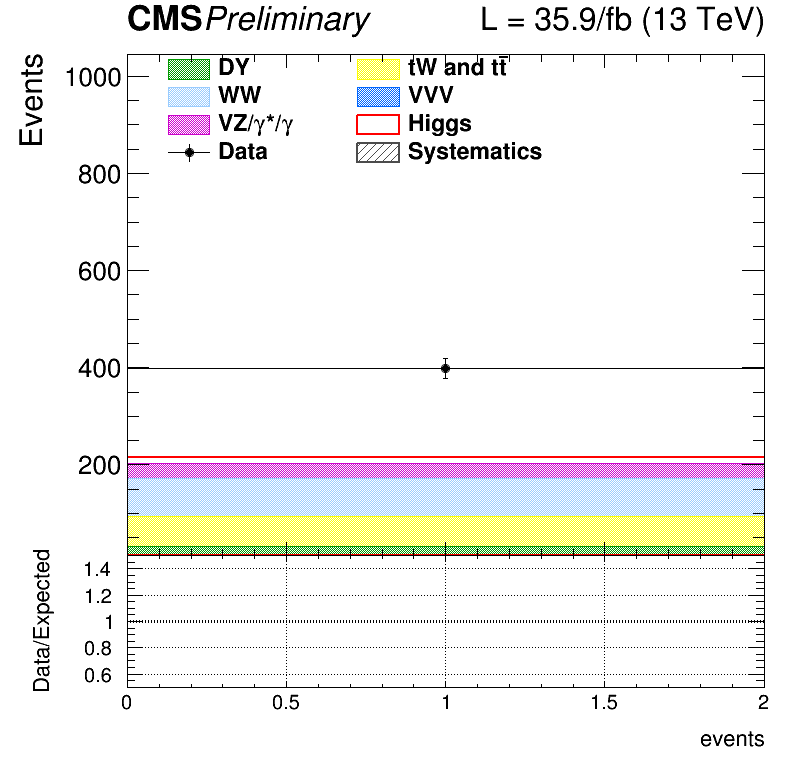 CMSPreliminary L = 35.9/fb (13 TeV)
Events
1000
800
600
400
200
DY tW and tt̅
WW VVV
VZ/γ*/γ Higgs
Data Systematics
Data/Expected
1.4
1.2
1
0.8
0.6
0 0.5 1 1.5 2
events